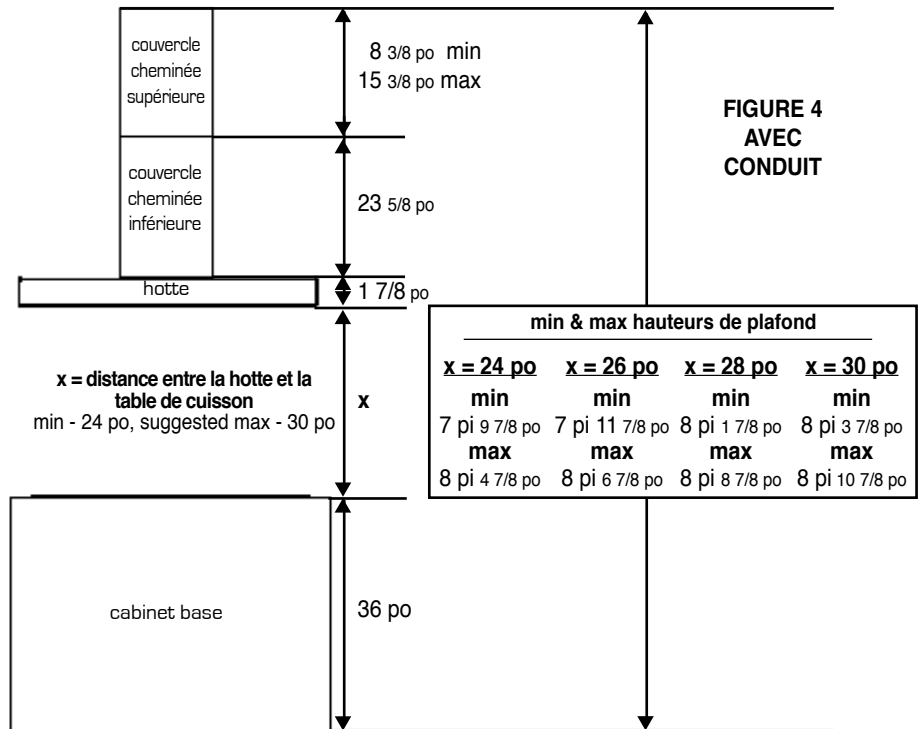 couvercle
cheminée
supérieure
8 3/8 po min
15 3/8 po max
FIGURE 4
AVEC
CONDUIT
couvercle
cheminée
inférieure
23 5/8 po
hotte
1 7/8 po
min & max hauteurs de plafond
x = 24 po x = 26 po x = 28 po x = 30 po
min min min min
7 pi 9 7/8 po 7 pi 11 7/8 po 8 pi 1 7/8 po 8 pi 3 7/8 po
max max max max
8 pi 4 7/8 po 8 pi 6 7/8 po 8 pi 8 7/8 po 8 pi 10 7/8 po
x = distance entre la hotte et la
table de cuisson
min - 24 po, suggested max - 30 po
x
cabinet base
36 po